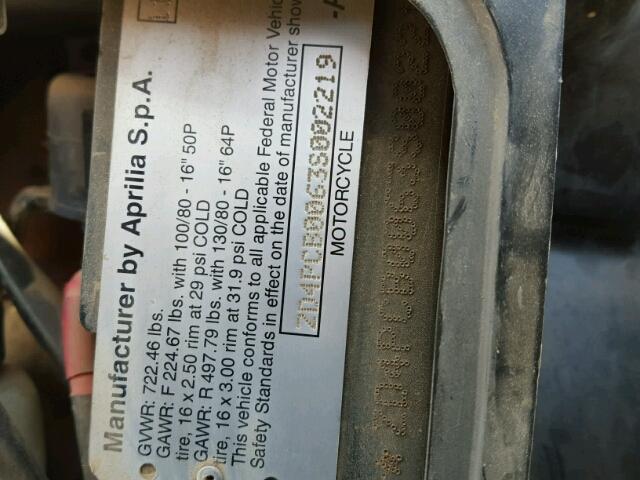 Manufacturer by Aprilia S.p.A.
GVWR: 722.46 lbs.
GAWR: F 224.67 lbs. with 100/80 - 16" 50P
tire, 16 x 2.50 rim at 29 psi COLD
GAWR: R 497.79 lbs. with 130/80 - 16" 64P
tire, 16 x 3.00 rim at 31.9 psi COLD
This vehicle conforms to all applicable Federal Motor Vehic
Safety Standards in effect on the date of manufacturer show
ZD4PCB0063S002219
MOTORCYCLE